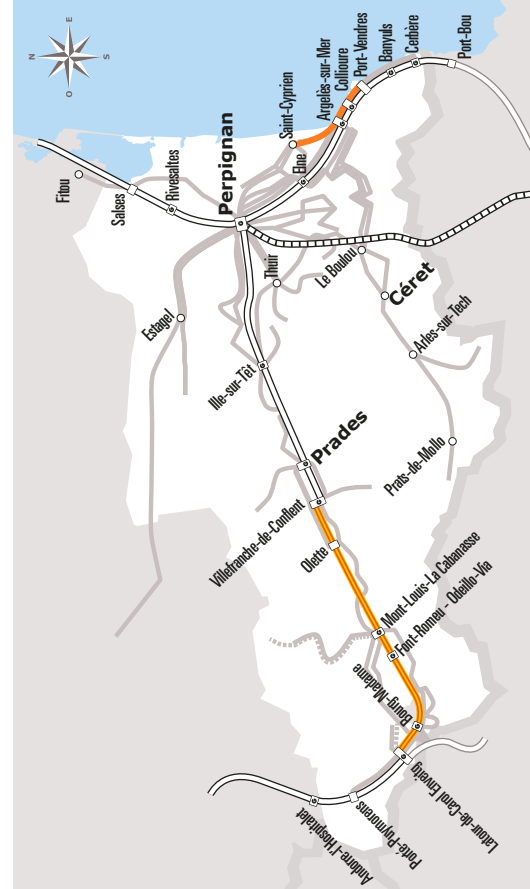 N
E
S
O
Fitou
Salses
Rivesaltes
Perpignan
Saint-Cyprien
Elne
Argelès-sur-Mer
Collioure
Port-Vendres
Banyuls
Cerbère
Port-Bou
Estagel
Thuir
Le Boulou
Céret
Arles-sur-Tech
Prats-de-Mollo
Ille-sur-Têt
Prades
Villefranche-de-Conflent
Olette
Mont-Louis-La Cabanasse
Font-Romeu - Odeillo-Via
Bourg-Madame
Latour-de-Carol Enveitg
Porté-Puymorens
Andorre-l'Hospitalet